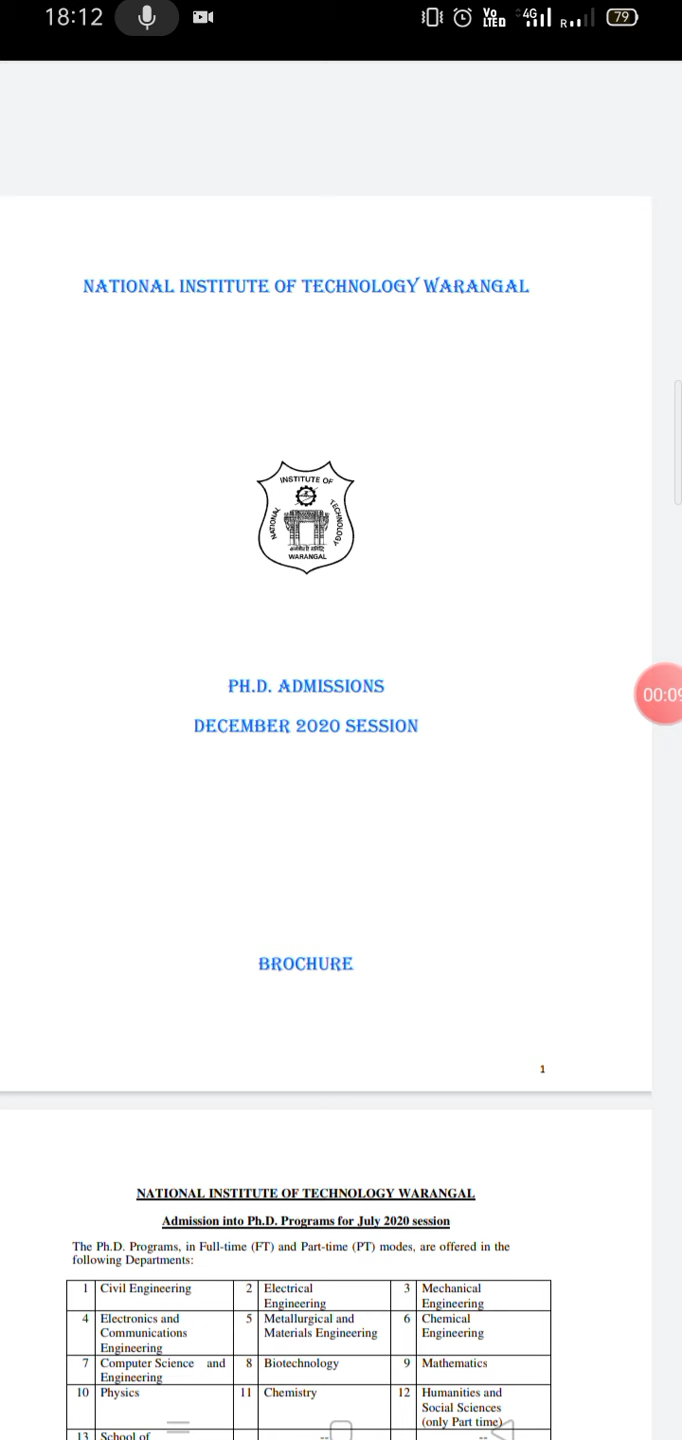 18:12
Vo LTED 4G R 79
NATIONAL INSTITUTE OF TECHNOLOGY WARANGAL
INSTITUTE OF
NATIONAL
TECHNOLOGY
WARANGAL
PH.D. ADMISSIONS
DECEMBER 2020 SESSION
00:09
BROCHURE
1
NATIONAL INSTITUTE OF TECHNOLOGY WARANGAL
Admission into Ph.D. Programs for July 2020 session
The Ph.D. Programs, in Full-time (FT) and Part-time (PT) modes, are offered in the
following Departments:
1 Civil Engineering 2 Electrical Engineering 3 Mechanical Engineering
4 Electronics and Communications Engineering 5 Metallurgical and Materials Engineering 6 Chemical Engineering
7 Computer Science and Engineering 8 Biotechnology 9 Mathematics
10 Physics 11 Chemistry 12 Humanities and Social Sciences (only Part time)
13 School of -- --